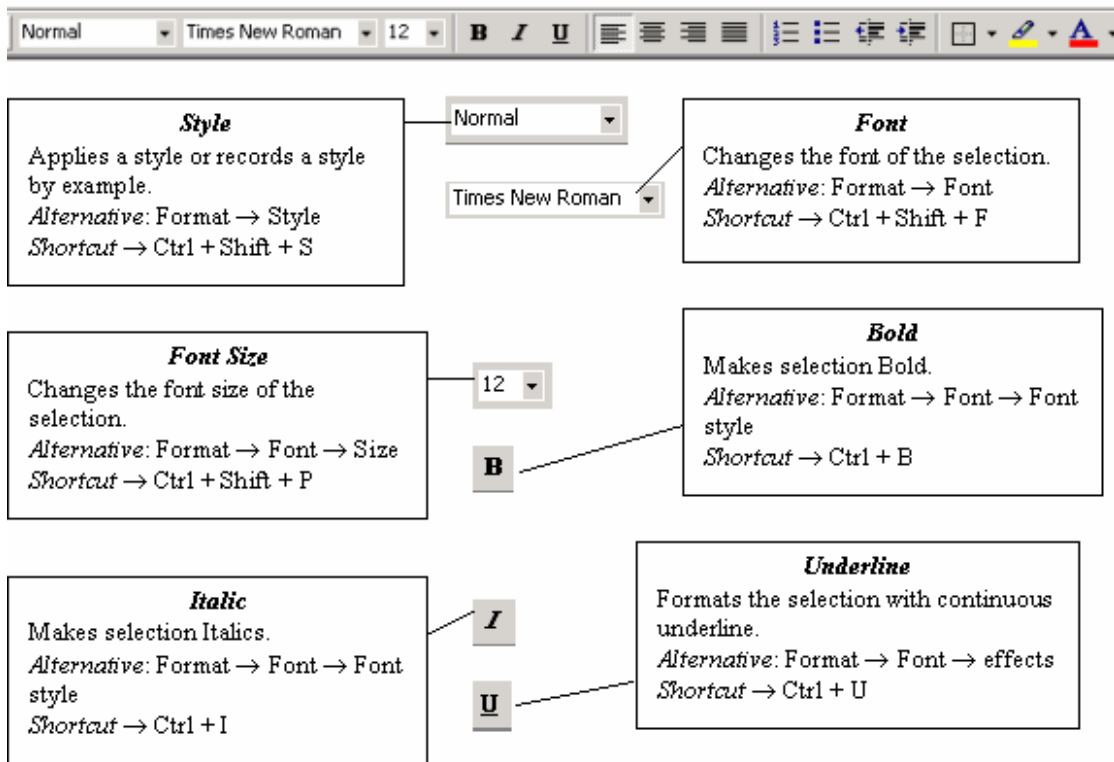 Normal Times New Roman 12 B I U A
Style
Applies a style or records a style
by example.
Alternative: Format → Style
Shortcut → Ctrl + Shift + S
Normal
Times New Roman
Font
Changes the font of the selection.
Alternative: Format → Font
Shortcut → Ctrl + Shift + F
Font Size
Changes the font size of the
selection.
Alternative: Format → Font → Size
Shortcut → Ctrl + Shift + P
12
B
Bold
Makes selection Bold.
Alternative: Format → Font → Font
style
Shortcut → Ctrl + B
Italic
Makes selection Italics.
Alternative: Format → Font → Font
style
Shortcut → Ctrl + I
I
U
Underline
Formats the selection with continuous
underline.
Alternative: Format → Font → effects
Shortcut → Ctrl + U